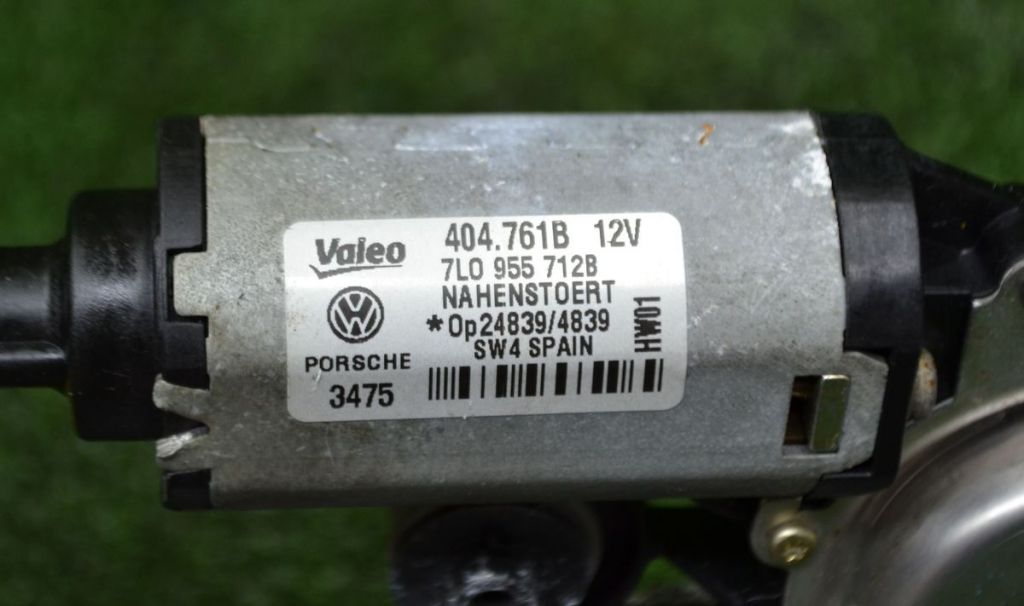 Valeo
404.761B 12V
7L0 955 712B
NAHENSTOERT
*Op24839/4839
SW4 SPAIN
HW01
PORSCHE
3475